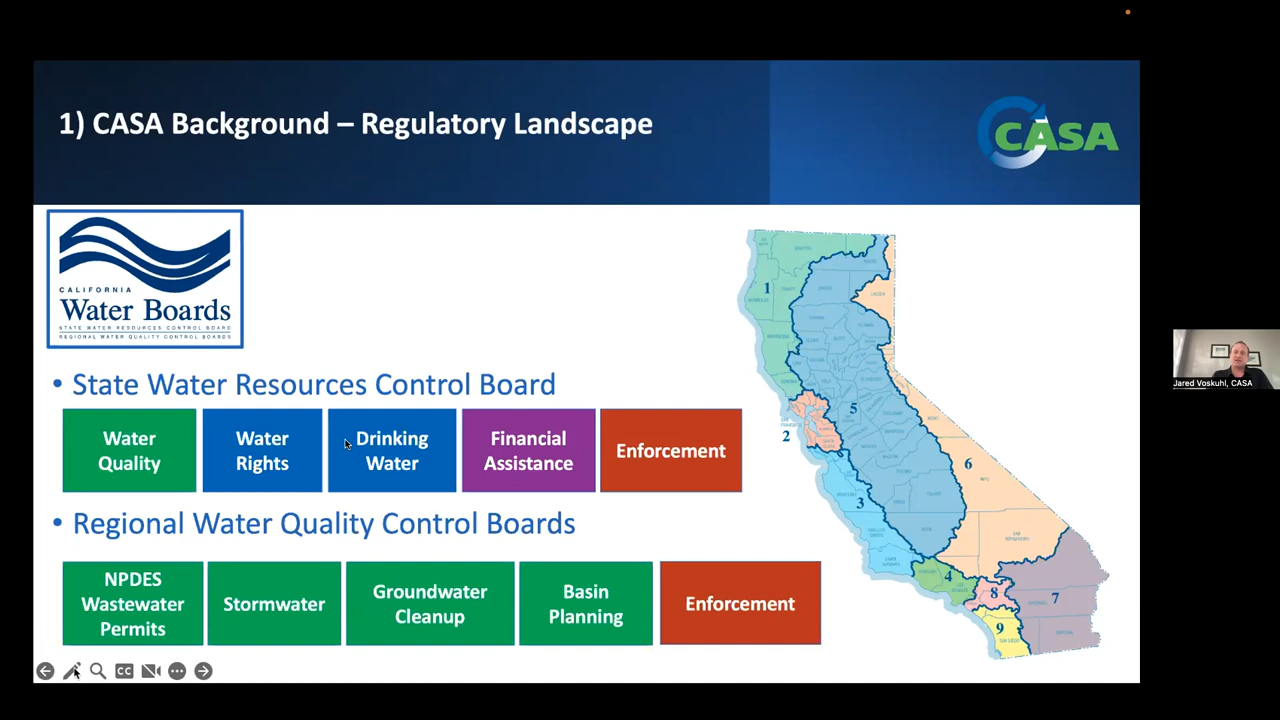 1) CASA Background – Regulatory Landscape
CASA
CALIFORNIA
Water Boards
STATE WATER RESOURCES CONTROL BOARD
REGIONAL WATER QUALITY CONTROL BOARDS
• State Water Resources Control Board
Water
Quality
Water
Rights
Drinking
Water
Financial
Assistance
Enforcement
• Regional Water Quality Control Boards
NPDES
Wastewater
Permits
Stormwater
Groundwater
Cleanup
Basin
Planning
Enforcement
1
2
3
4
5
6
7
8
9
CC
Jared Voskuhl, CASA